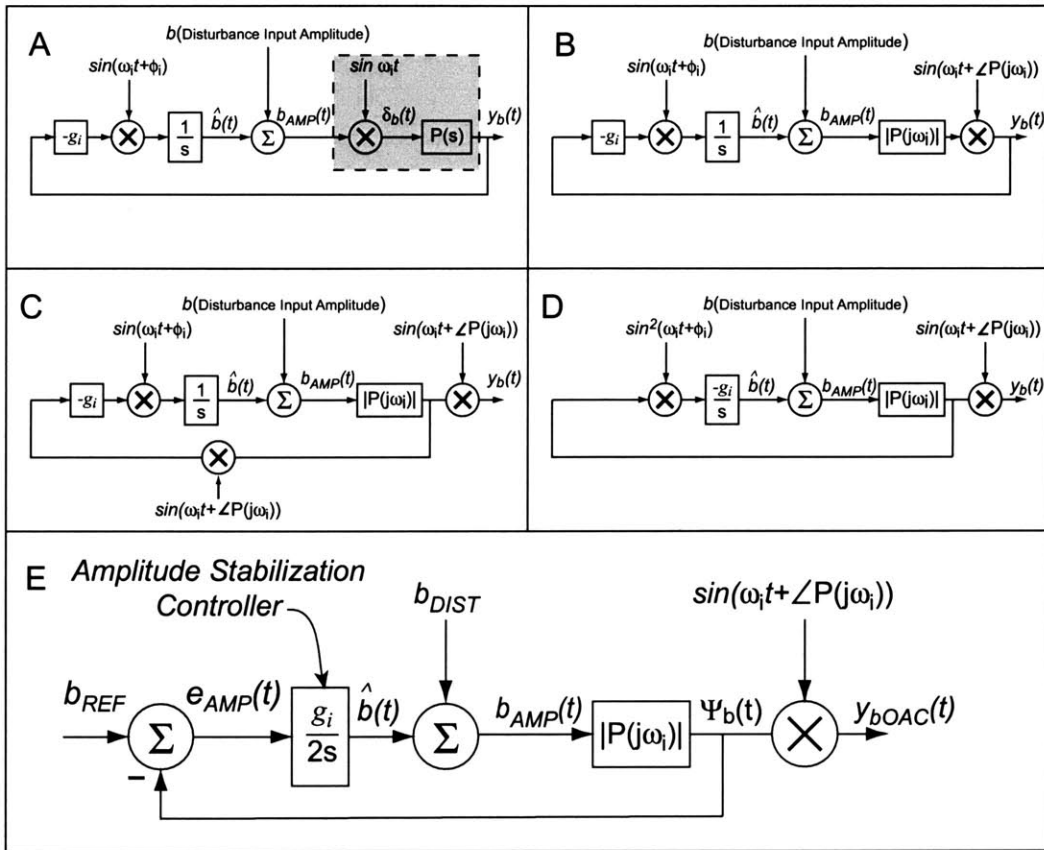 A
b(Disturbance Input Amplitude)
sin(ωit+ϕi)
sin ωit
-gi
1
s
b̂(t)
Σ
bAMP(t)
δb(t)
P(s)
yb(t)
B
b(Disturbance Input Amplitude)
sin(ωit+ϕi)
sin(ωit+∠P(jωi))
-gi
1
s
b̂(t)
Σ
bAMP(t)
|P(jωi)|
yb(t)
C
b(Disturbance Input Amplitude)
sin(ωit+ϕi)
sin(ωit+∠P(jωi))
-gi
1
s
b̂(t)
Σ
bAMP(t)
|P(jωi)|
yb(t)
sin(ωit+∠P(jωi))
D
b(Disturbance Input Amplitude)
sin²(ωit+ϕi)
sin(ωit+∠P(jωi))
-gi
s
b̂(t)
Σ
bAMP(t)
|P(jωi)|
yb(t)
E
Amplitude Stabilization
Controller
bDIST
sin(ωit+∠P(jωi))
bREF
Σ
−
eAMP(t)
gi
2s
b̂(t)
Σ
bAMP(t)
|P(jωi)|
Ψb(t)
ybOAC(t)